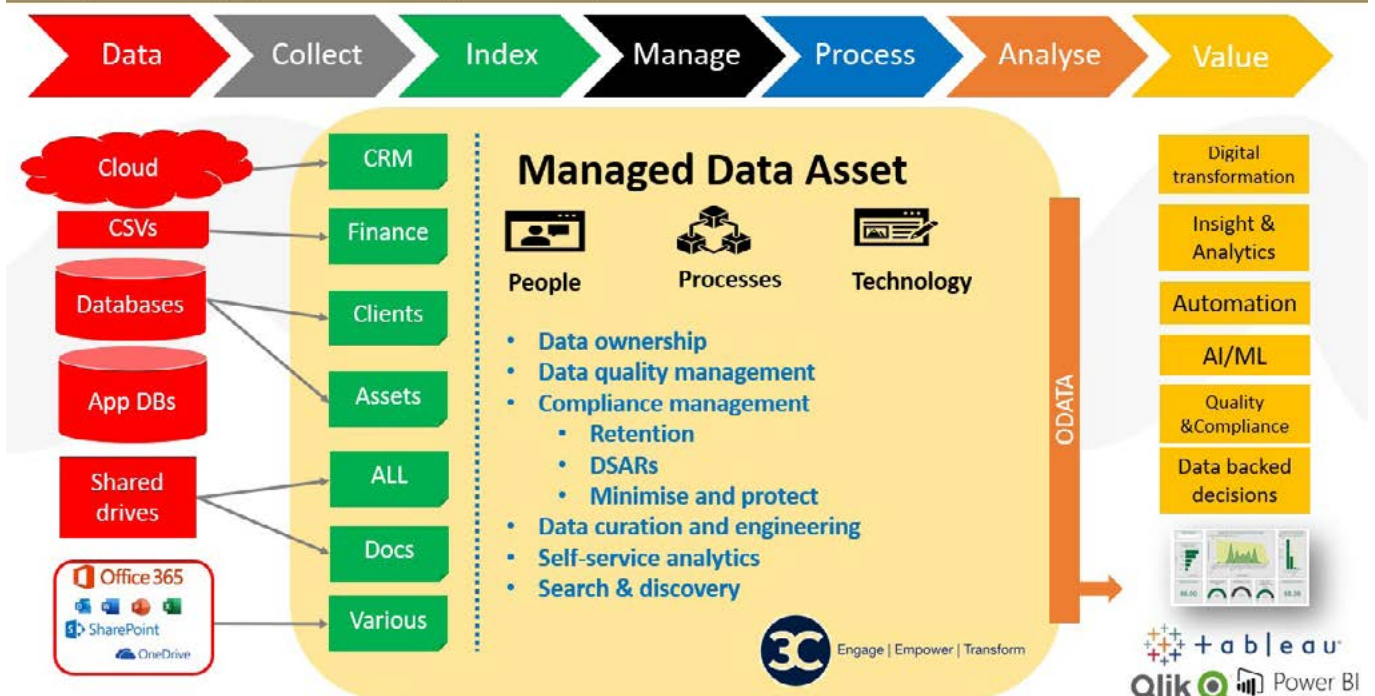 Data
Collect
Index
Manage
Process
Analyse
Value
Cloud
CSVs
Databases
App DBs
Shared
drives
Office 365
SharePoint
OneDrive
CRM
Finance
Clients
Assets
ALL
Docs
Various
Managed Data Asset
People
Processes
Technology
• Data ownership
• Data quality management
• Compliance management
▪ Retention
• DSARs
• Minimise and protect
• Data curation and engineering
• Self-service analytics
• Search & discovery
3C
Engage | Empower | Transform
ODATA
Digital
transformation
Insight &
Analytics
Automation
AI/ML
Quality
&Compliance
Data backed
decisions
+ a b l e a u
Qlik
Power BI